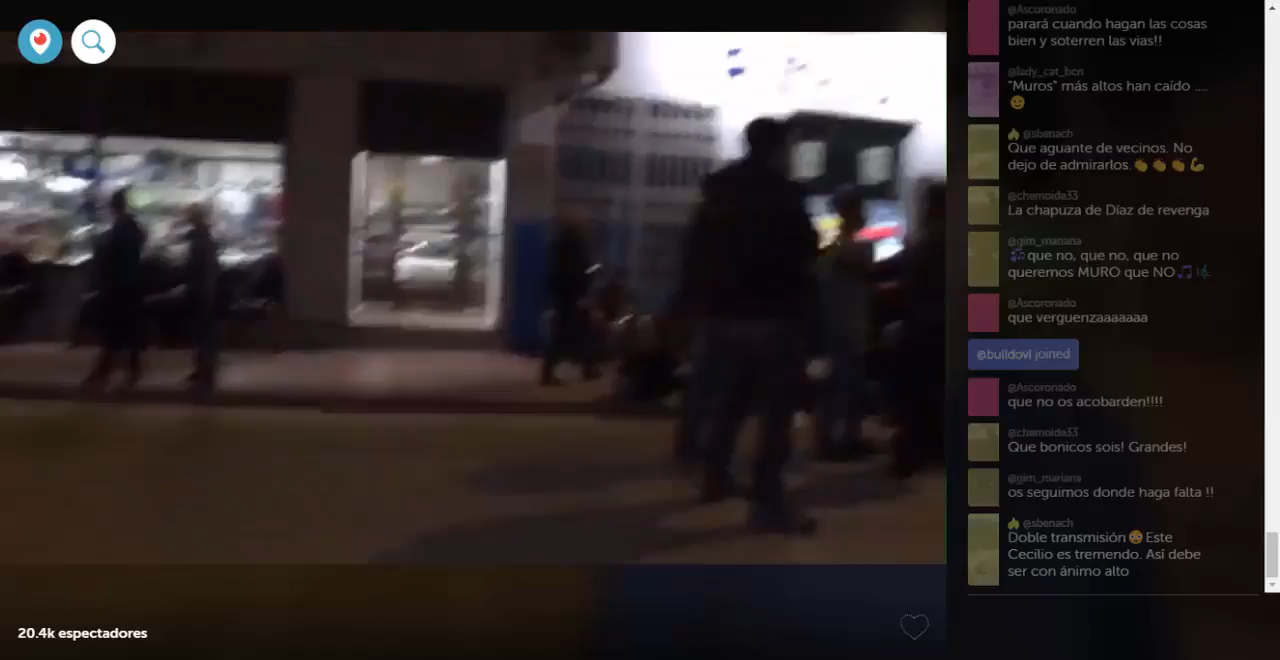 @Ascoronado
parará cuando hagan las cosas
bien y soterren las vias!!
@lady_cat_bcn
"Muros" más altos han caído ....
😉
🔥 @sbenach
Que aguante de vecinos. No
dejo de admirarlos.👏👏👏💪
@chemoide33
La chapuza de Díaz de revenga
@gim_mariana
🎶que no, que no, que no
queremos MURO que NO🎵🎼
@Ascoronado
que verguenzaaaaaaa
@bulldovi joined
@Ascoronado
que no os acobarden!!!!
@chemoide33
Que bonicos sois! Grandes!
@gim_mariana
os seguimos donde haga falta !!
🔥 @sbenach
Doble transmisión😳Este
Cecilio es tremendo. Así debe
ser con ánimo alto
20.4k espectadores